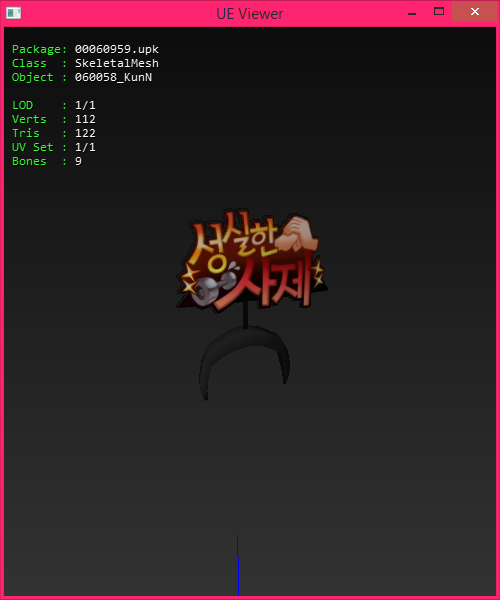 UE Viewer
Package: 00060959.upk
Class : SkeletalMesh
Object : 060058_KunN
LOD : 1/1
Verts : 112
Tris : 122
UV Set : 1/1
Bones : 9
성실한
사제